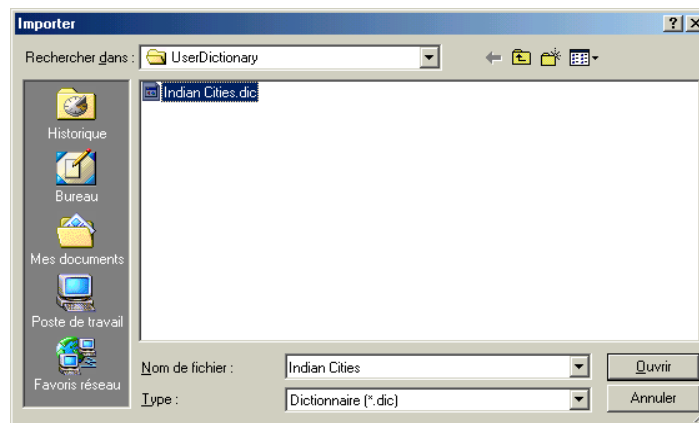 Importer
Rechercher dans : UserDictionary
Indian Cities.dic
Historique
Bureau
Mes documents
Poste de travail
Favoris réseau
Nom de fichier : Indian Cities Ouvrir
Type : Dictionnaire (*.dic) Annuler